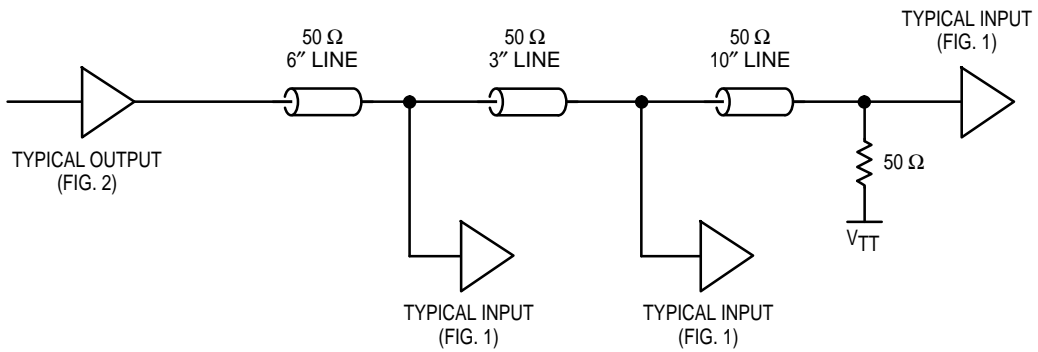 TYPICAL INPUT
(FIG. 1)
50 Ω
6″ LINE
50 Ω
3″ LINE
50 Ω
10″ LINE
TYPICAL OUTPUT
(FIG. 2)
50 Ω
VTT
TYPICAL INPUT
(FIG. 1)
TYPICAL INPUT
(FIG. 1)